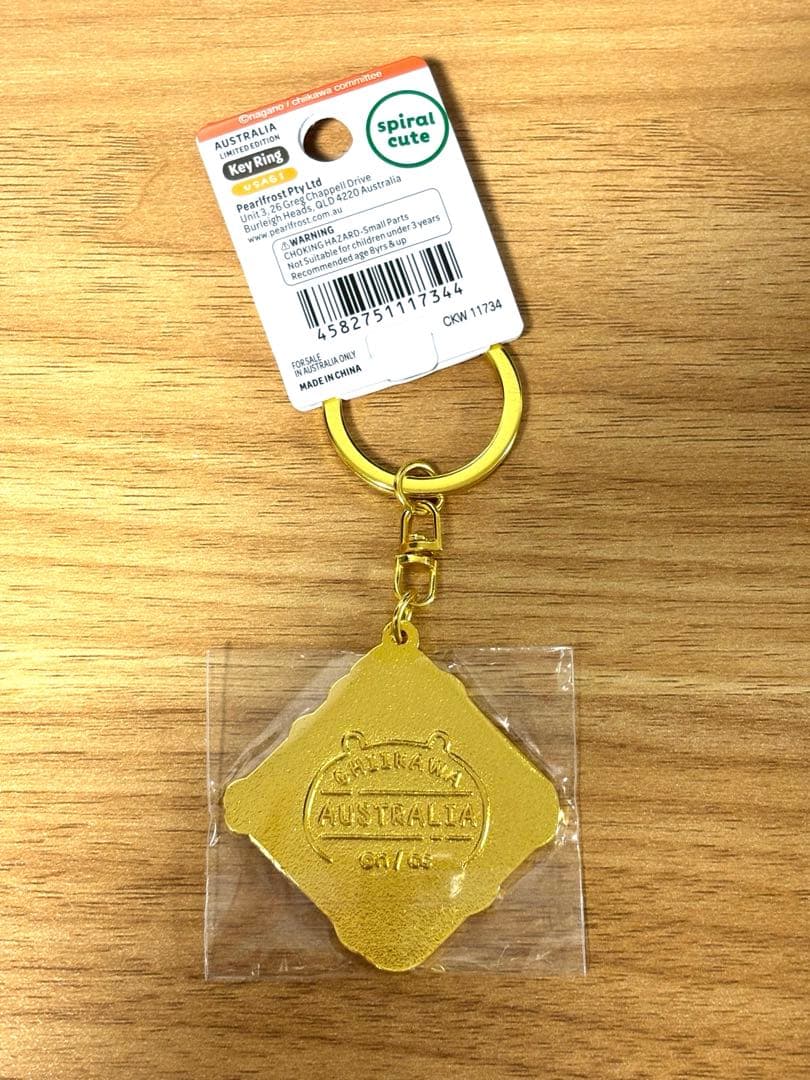 ©nagano / chiikawa committee
AUSTRALIA
LIMITED EDITION
Key Ring
USAGI
spiral
cute
Pearlfrost Pty Ltd
Unit 3, 26 Greg Chappell Drive
Burleigh Heads, QLD 4220 Australia
www.pearlfrost.com.au
⚠WARNING
CHOKING HAZARD-Small Parts
Not Suitable for children under 3 years
Recommended age 8yrs & up
4582751117344
CKW 11734
FOR SALE
IN AUSTRALIA ONLY
MADE IN CHINA
CHIIKAWA
AUSTRALIA